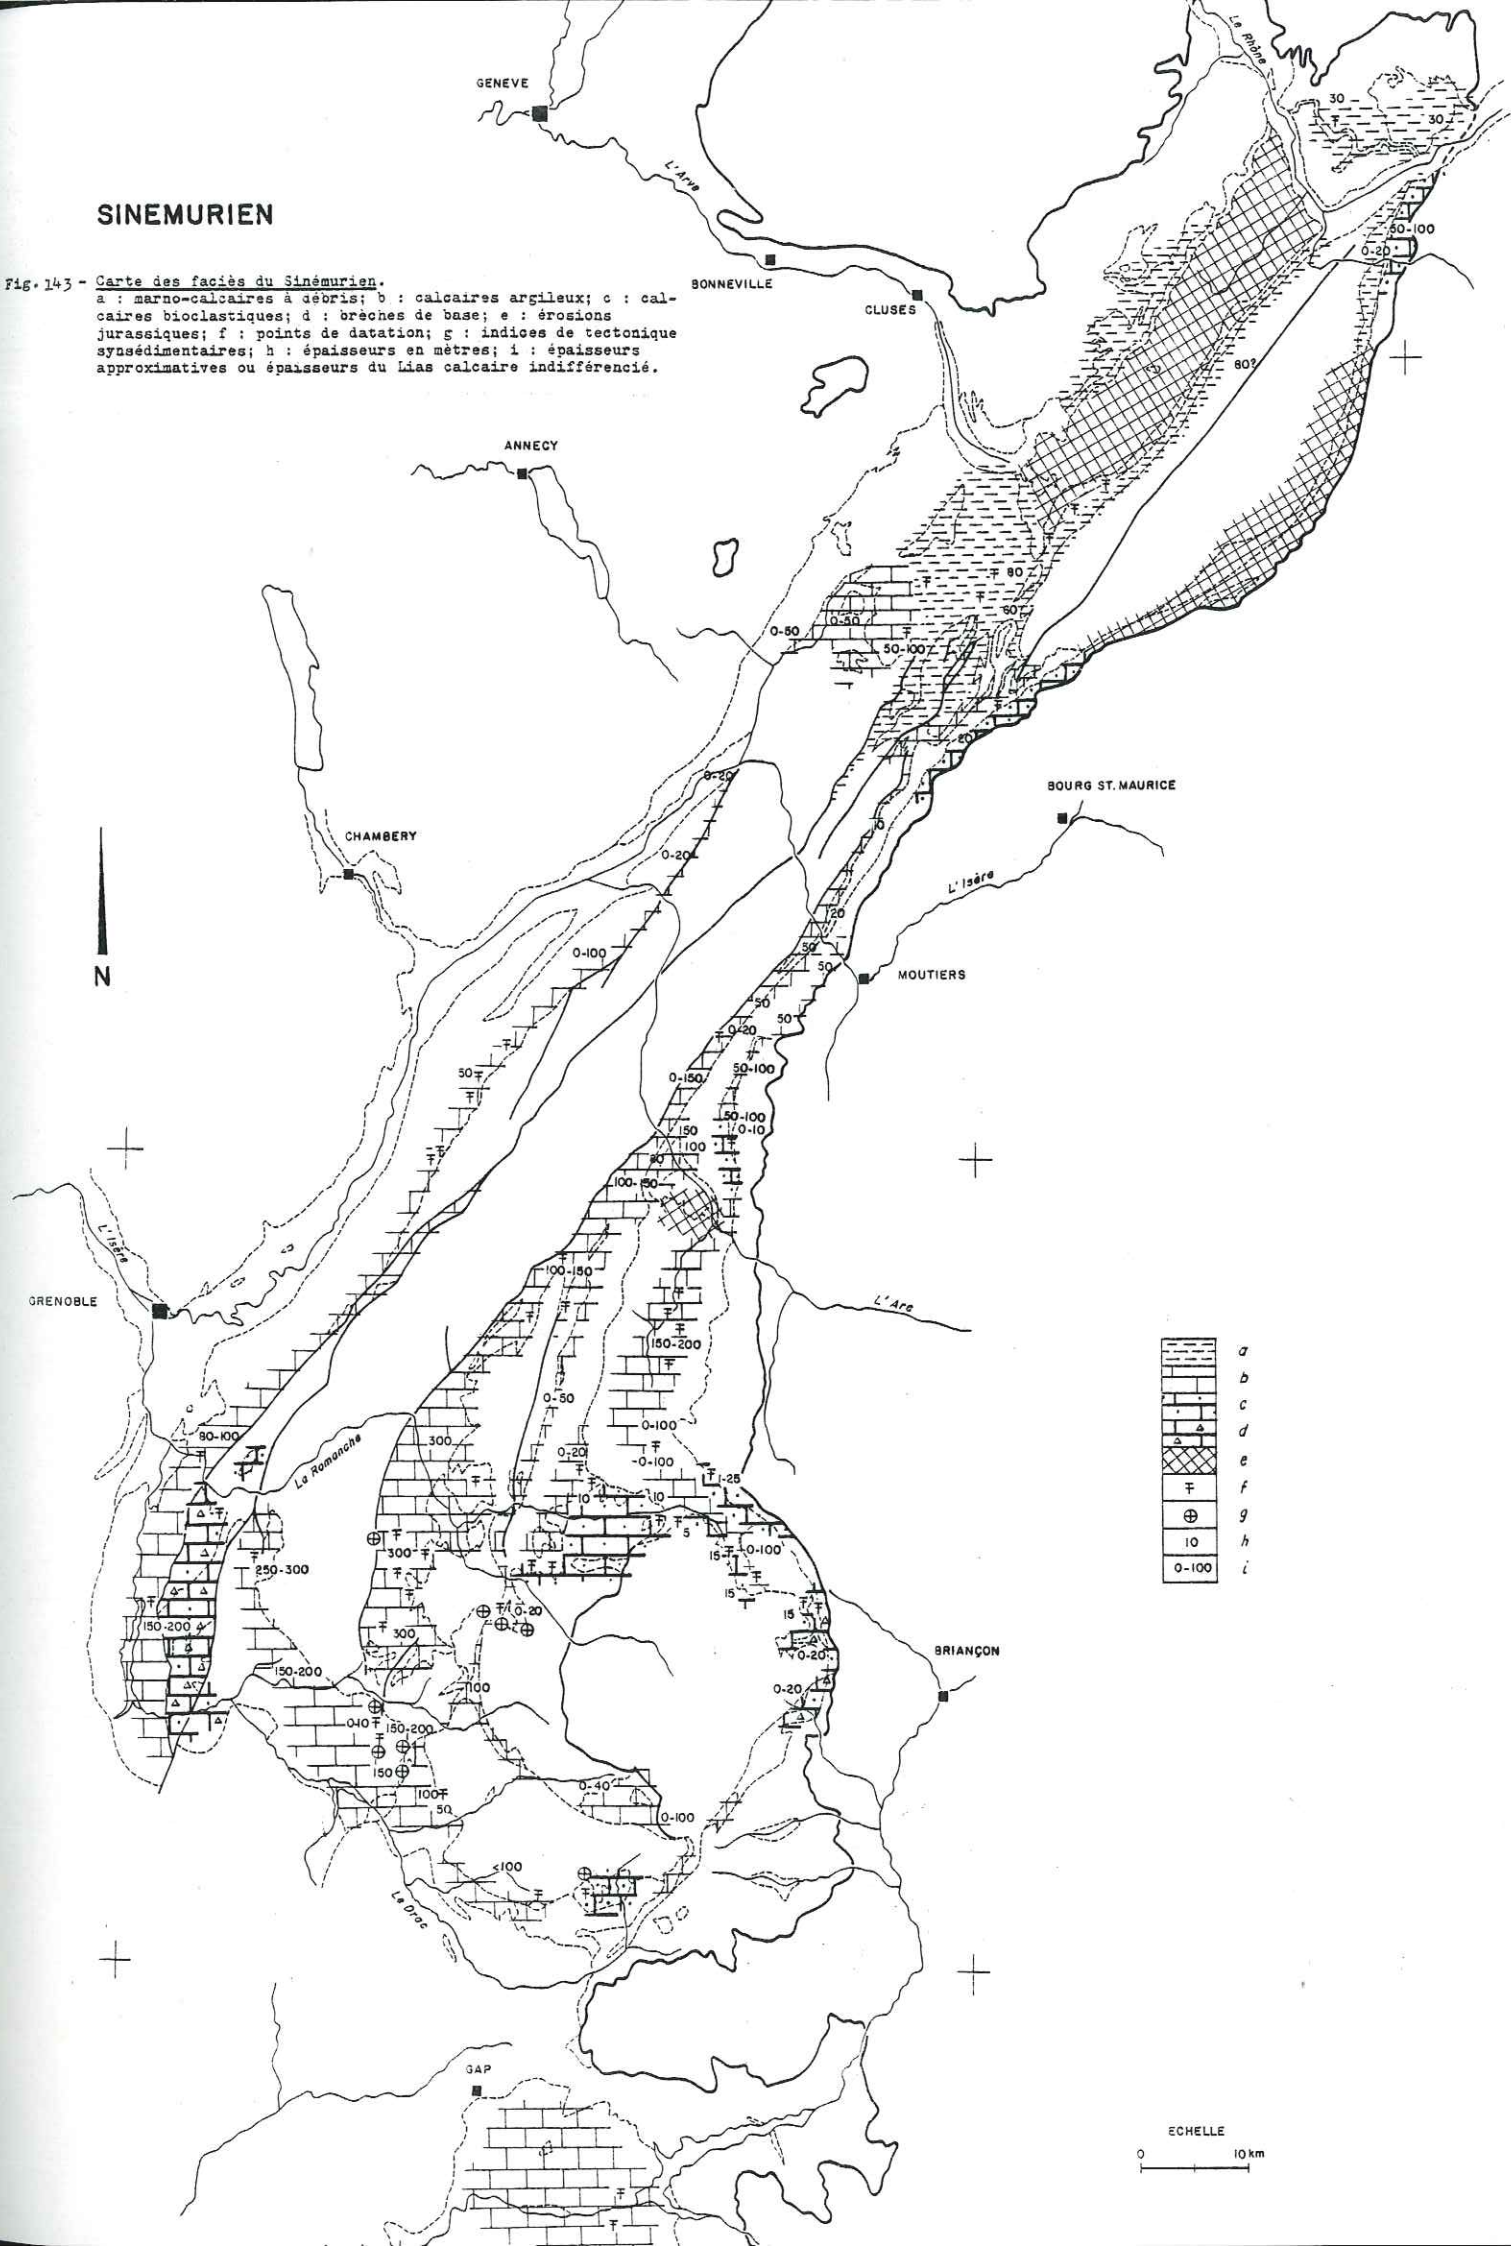 SINEMURIEN
Fig. 143 - Carte des faciès du Sinémurien.
a : marno-calcaires à débris; b : calcaires argileux; c : cal-
caires bioclastiques; d : brèches de base; e : érosions
jurassiques; f : points de datation; g : indices de tectonique
synsédimentaires; h : épaisseurs en mètres; i : épaisseurs
approximatives ou épaisseurs du Lias calcaire indifférencié.
Le Rhône
GENEVE
30
30
L'Arve
50-100
0-20
BONNEVILLE
CLUSES
80?
ANNECY
80
60
0-50
0-50
50-100
20
0-20
BOURG ST. MAURICE
10
CHAMBERY
0-20
L'Isère
20
0-100
50
50
MOUTIERS
N
50
50
0-20
50
0-150
50-100
50-100
0-10
150
100
80
100-150
L'Isère
100-150
GRENOBLE
L'Arc
150-200
a
b
0-50
c
0-100
d
80-100
300
0-20
0-100
e
La Romanche
1-25
f
10
10
g
5
300
15
0-100
10
h
250-300
0-100
i
15
0-20
15
150-200
300
BRIANÇON
0-20
150-200
100
0-20
0-10
150-200
150
100
0-40
50
0-100
<100
Le Drac
GAP
ECHELLE
0
10 km